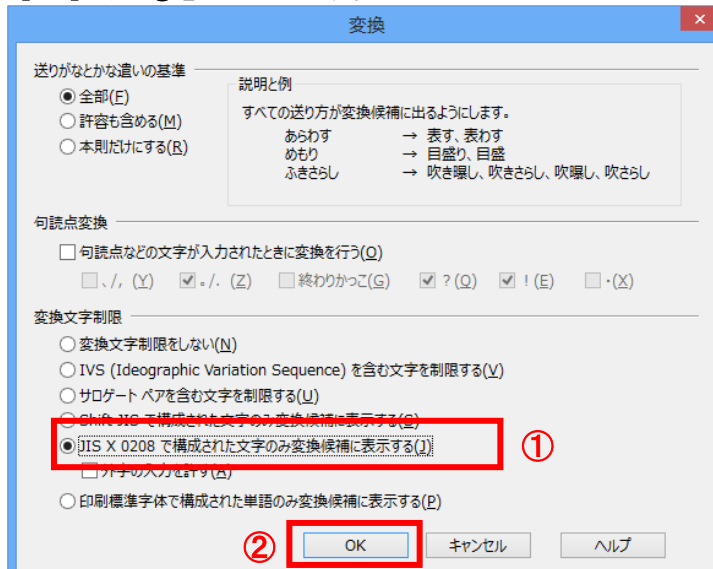 変換
送りがなとかな遣いの基準
全部(F)
許容も含める(M)
本則だけにする(R)
説明と例
すべての送り方が変換候補に出るようにします。
あらわす → 表す、表わす
めもり → 目盛り、目盛
ふきさらし → 吹き曝し、吹きさらし、吹曝し、吹さらし
句読点変換
句読点などの文字が入力されたときに変換を行う(O)
、/, (Y) 。/. (Z) 終わりかっこ(G) ? (Q) ! (E) ・(X)
変換文字制限
変換文字制限をしない(N)
IVS (Ideographic Variation Sequence) を含む文字を制限する(V)
サロゲート ペアを含む文字を制限する(U)
Shift JIS で構成された文字のみ変換候補に表示する(S)
JIS X 0208 で構成された文字のみ変換候補に表示する(J) ①
外字の入力を許す(A)
印刷標準字体で構成された単語のみ変換候補に表示する(P)
② OK キャンセル ヘルプ